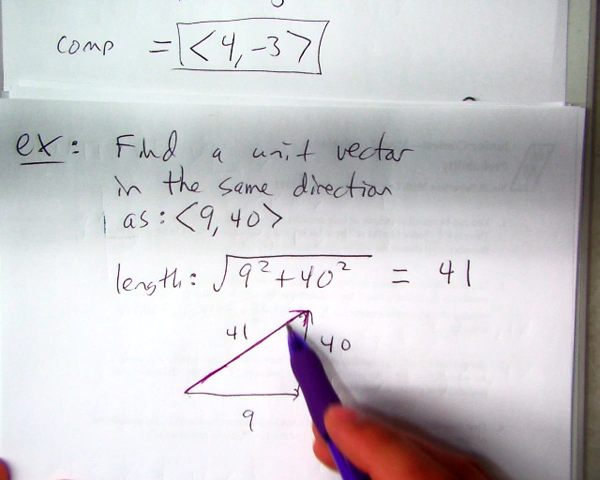 comp = <4, -3>
ex: Find a unit vector
in the same direction
as: <9, 40>
length: √9²+40² = 41
41
40
9